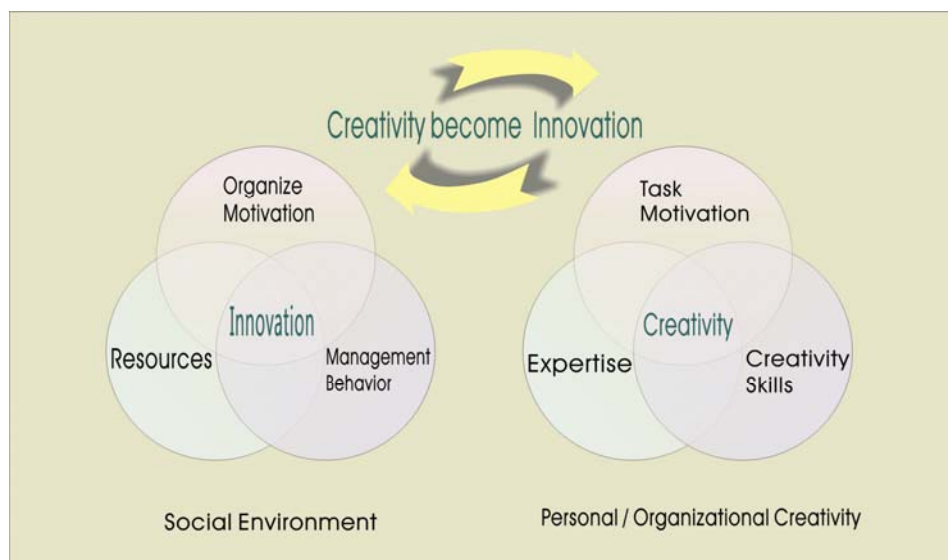 Creativity become Innovation
Organize
Motivation
Innovation
Resources
Management
Behavior
Social Environment
Task
Motivation
Creativity
Expertise
Creativity
Skills
Personal / Organizational Creativity